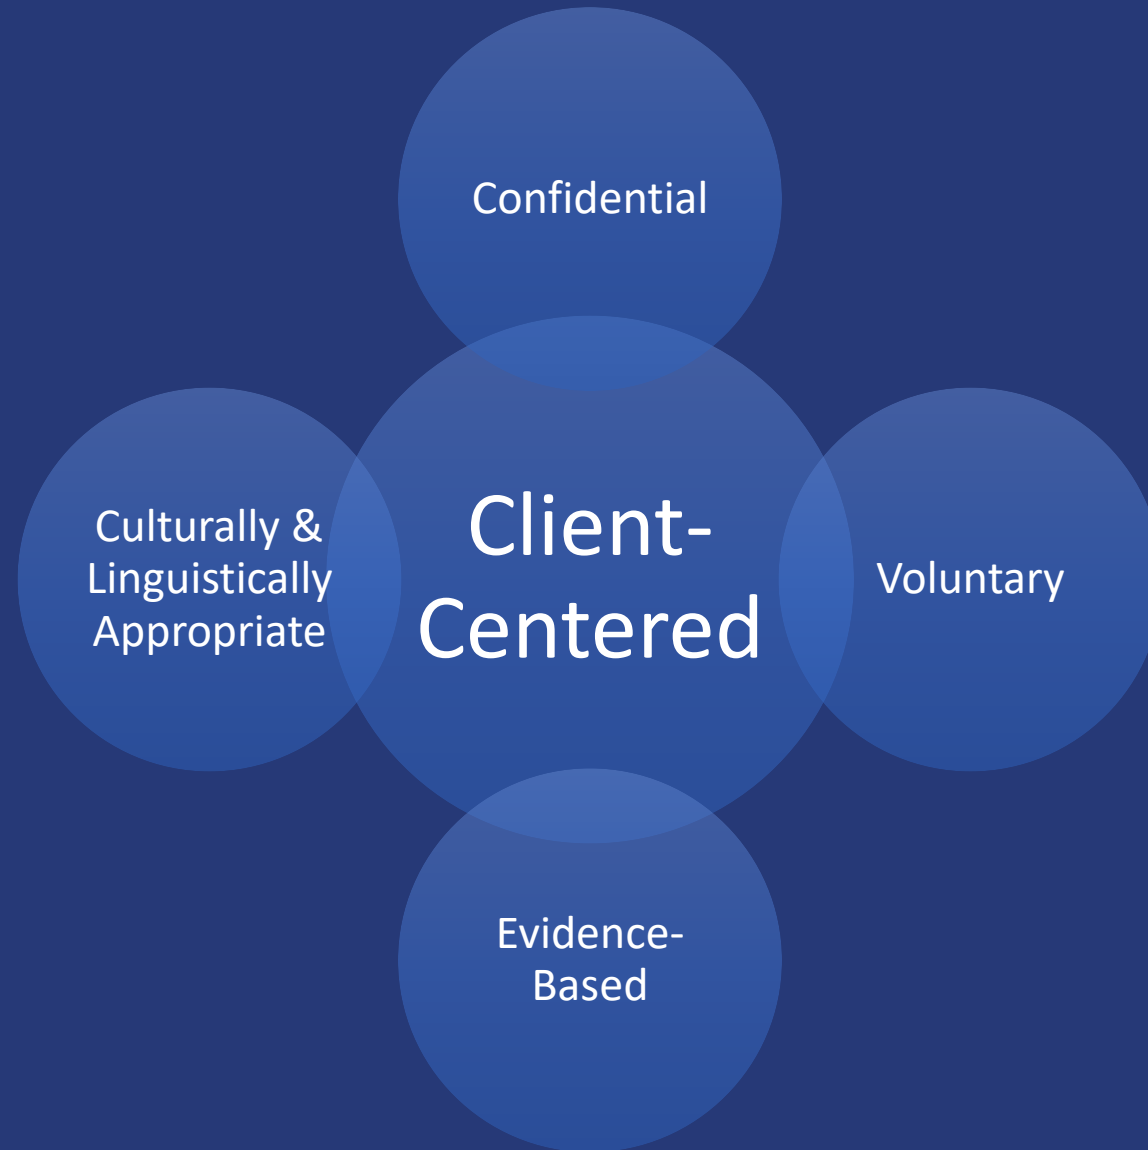 Confidential
Culturally &
Linguistically
Appropriate
Client-
Centered
Voluntary
Evidence-
Based